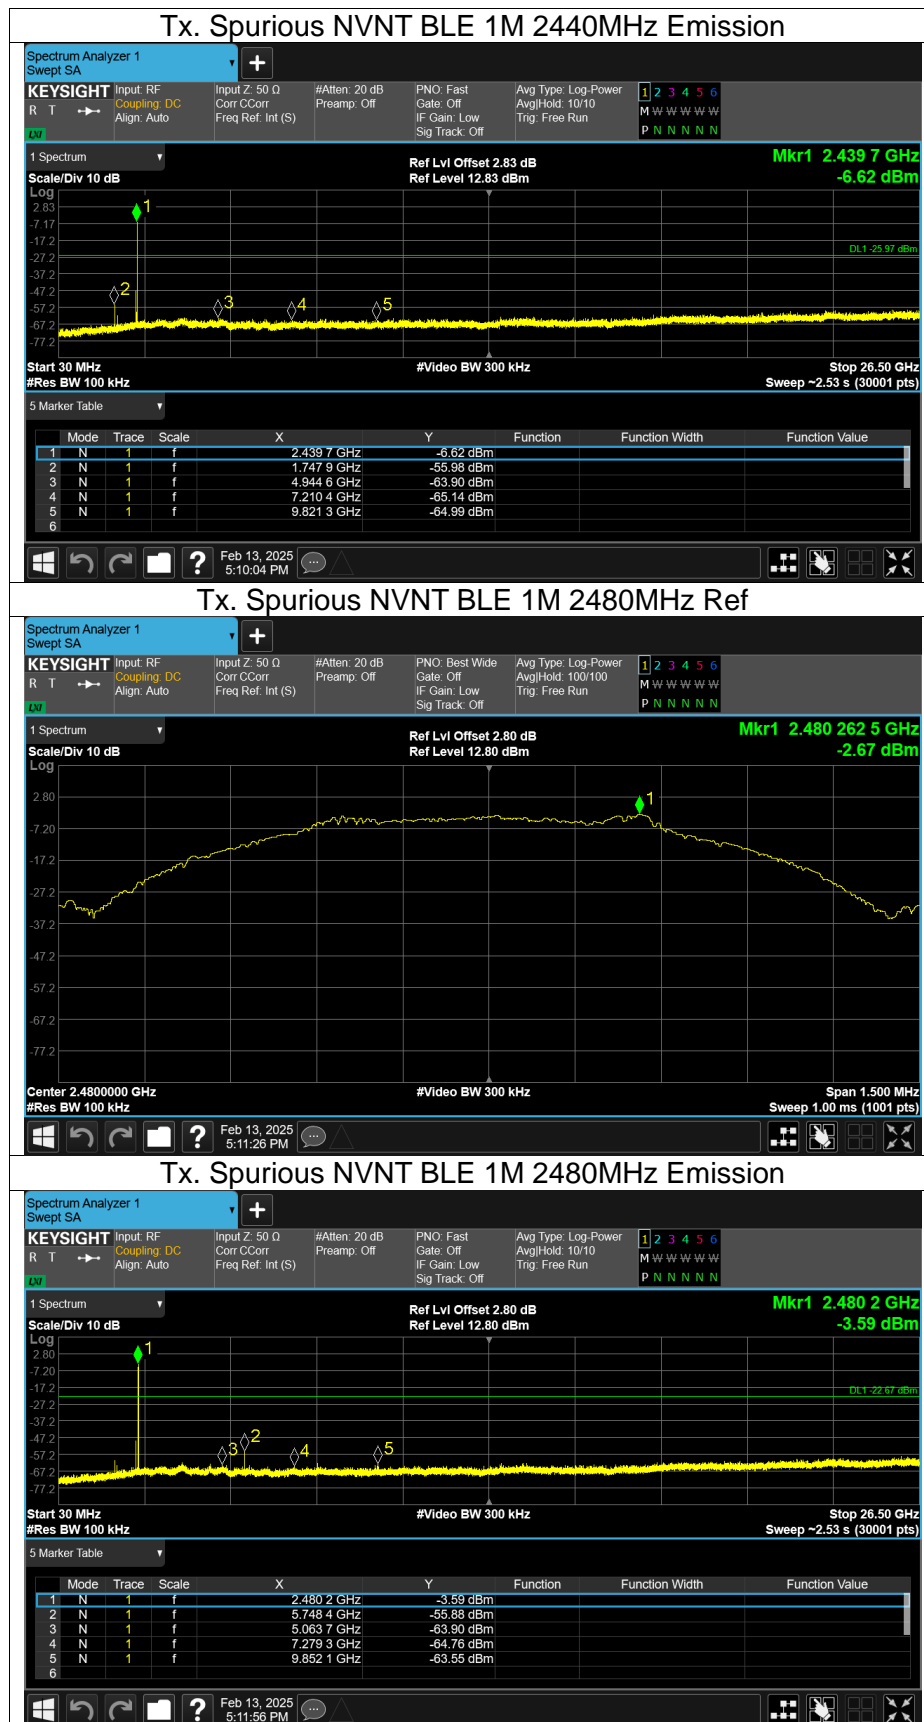 Tx. Spurious NVNT BLE 1M 2440MHz Emission
Spectrum Analyzer 1
Swept SA
KEYSIGHT Input: RF Input Z: 50 Ω #Atten: 20 dB PNO: Fast Avg Type: Log-Power 1 2 3 4 5 6
R T Coupling: DC Corr CCorr Preamp: Off Gate: Off Avg|Hold: 10/10 M W W W W W
Align: Auto Freq Ref: Int (S) IF Gain: Low Trig: Free Run
LXI Sig Track: Off P N N N N N
1 Spectrum Ref Lvl Offset 2.83 dB Mkr1 2.439 7 GHz
Scale/Div 10 dB Ref Level 12.83 dBm -6.62 dBm
Log
2.83 1
-7.17
-17.2
DL1 -25.97 dBm
-27.2
-37.2
-47.2 2
-57.2 3 4 5
-67.2
-77.2
Start 30 MHz #Video BW 300 kHz Stop 26.50 GHz
#Res BW 100 kHz Sweep ~2.53 s (30001 pts)
5 Marker Table
Mode Trace Scale X Y Function Function Width Function Value
1 N 1 f 2.439 7 GHz -6.62 dBm
2 N 1 f 1.747 9 GHz -55.98 dBm
3 N 1 f 4.944 6 GHz -63.90 dBm
4 N 1 f 7.210 4 GHz -65.14 dBm
5 N 1 f 9.821 3 GHz -64.99 dBm
6
? Feb 13, 2025
5:10:04 PM
Tx. Spurious NVNT BLE 1M 2480MHz Ref
Spectrum Analyzer 1
Swept SA
KEYSIGHT Input: RF Input Z: 50 Ω #Atten: 20 dB PNO: Best Wide Avg Type: Log-Power 1 2 3 4 5 6
R T Coupling: DC Corr CCorr Preamp: Off Gate: Off Avg|Hold: 100/100 M W W W W W
Align: Auto Freq Ref: Int (S) IF Gain: Low Trig: Free Run
LXI Sig Track: Off P N N N N N
1 Spectrum Ref Lvl Offset 2.80 dB Mkr1 2.480 262 5 GHz
Scale/Div 10 dB Ref Level 12.80 dBm -2.67 dBm
Log
2.80 1
-7.20
-17.2
-27.2
-37.2
-47.2
-57.2
-67.2
-77.2
Center 2.4800000 GHz #Video BW 300 kHz Span 1.500 MHz
#Res BW 100 kHz Sweep 1.00 ms (1001 pts)
? Feb 13, 2025
5:11:26 PM
Tx. Spurious NVNT BLE 1M 2480MHz Emission
Spectrum Analyzer 1
Swept SA
KEYSIGHT Input: RF Input Z: 50 Ω #Atten: 20 dB PNO: Fast Avg Type: Log-Power 1 2 3 4 5 6
R T Coupling: DC Corr CCorr Preamp: Off Gate: Off Avg|Hold: 10/10 M W W W W W
Align: Auto Freq Ref: Int (S) IF Gain: Low Trig: Free Run
LXI Sig Track: Off P N N N N N
1 Spectrum Ref Lvl Offset 2.80 dB Mkr1 2.480 2 GHz
Scale/Div 10 dB Ref Level 12.80 dBm -3.59 dBm
Log
2.80 1
-7.20
-17.2 DL1 -22.67 dBm
-27.2
-37.2
-47.2 2
-57.2 3 4 5
-67.2
-77.2
Start 30 MHz #Video BW 300 kHz Stop 26.50 GHz
#Res BW 100 kHz Sweep ~2.53 s (30001 pts)
5 Marker Table
Mode Trace Scale X Y Function Function Width Function Value
1 N 1 f 2.480 2 GHz -3.59 dBm
2 N 1 f 5.748 4 GHz -55.88 dBm
3 N 1 f 5.063 7 GHz -63.90 dBm
4 N 1 f 7.279 3 GHz -64.76 dBm
5 N 1 f 9.852 1 GHz -63.55 dBm
6
? Feb 13, 2025
5:11:56 PM